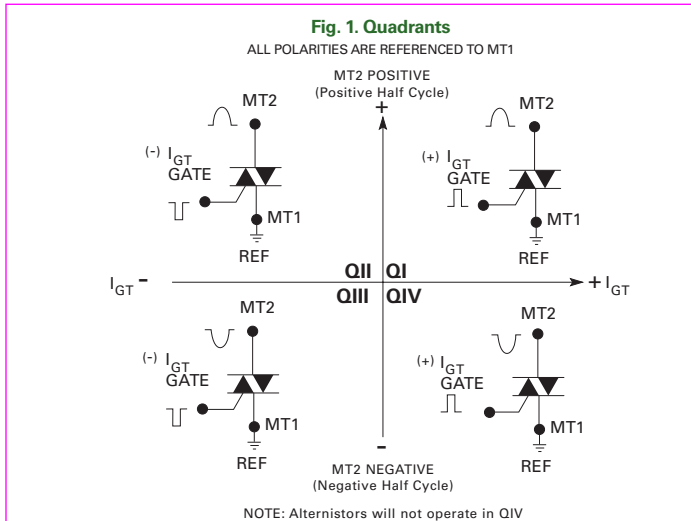 Fig. 1. Quadrants
ALL POLARITIES ARE REFERENCED TO MT1
MT2 POSITIVE
(Positive Half Cycle)
+
MT2
(-) IGT
GATE
MT1
REF
MT2
(+) IGT
GATE
MT1
REF
IGT -
QII QI
QIII QIV
+ IGT
MT2
(-) IGT
GATE
MT1
REF
MT2
(+) IGT
GATE
MT1
REF
-
MT2 NEGATIVE
(Negative Half Cycle)
NOTE: Alternistors will not operate in QIV